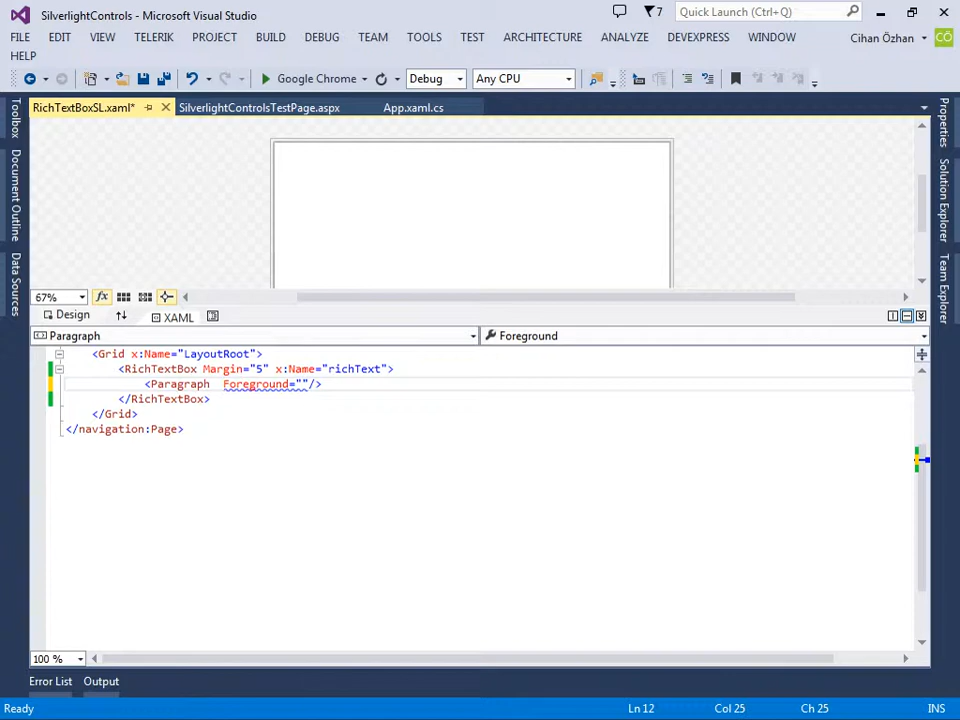 SilverlightControls - Microsoft Visual Studio
7
Quick Launch (Ctrl+Q)
FILE EDIT VIEW TELERIK PROJECT BUILD DEBUG TEAM TOOLS TEST ARCHITECTURE ANALYZE DEVEXPRESS WINDOW
Cihan Özhan
CÖ
HELP
Google Chrome
Debug
Any CPU
RichTextBoxSL.xaml*
SilverlightControlsTestPage.aspx
App.xaml.cs
Toolbox
Document Outline
Data Sources
Properties
Solution Explorer
Team Explorer
67%
fx
Design
XAML
Paragraph
Foreground
<Grid x:Name="LayoutRoot">
<RichTextBox Margin="5" x:Name="richText">
<Paragraph  Foreground=""/>
</RichTextBox>
</Grid>
</navigation:Page>
100 %
Error List
Output
Ready
Ln 12
Col 25
Ch 25
INS